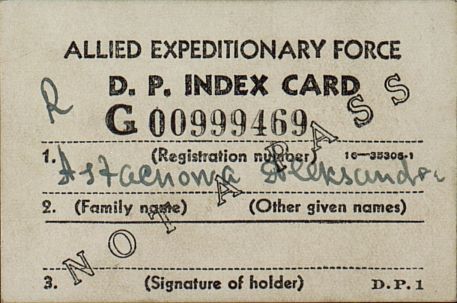 ALLIED EXPEDITIONARY FORCE
D. P. INDEX CARD
R
G 00999469
1. (Registration number) 16-35305-1
Astachowa Aleksandra
2. (Family name) (Other given names)
NOT A PASS
3. (Signature of holder) D.P.1